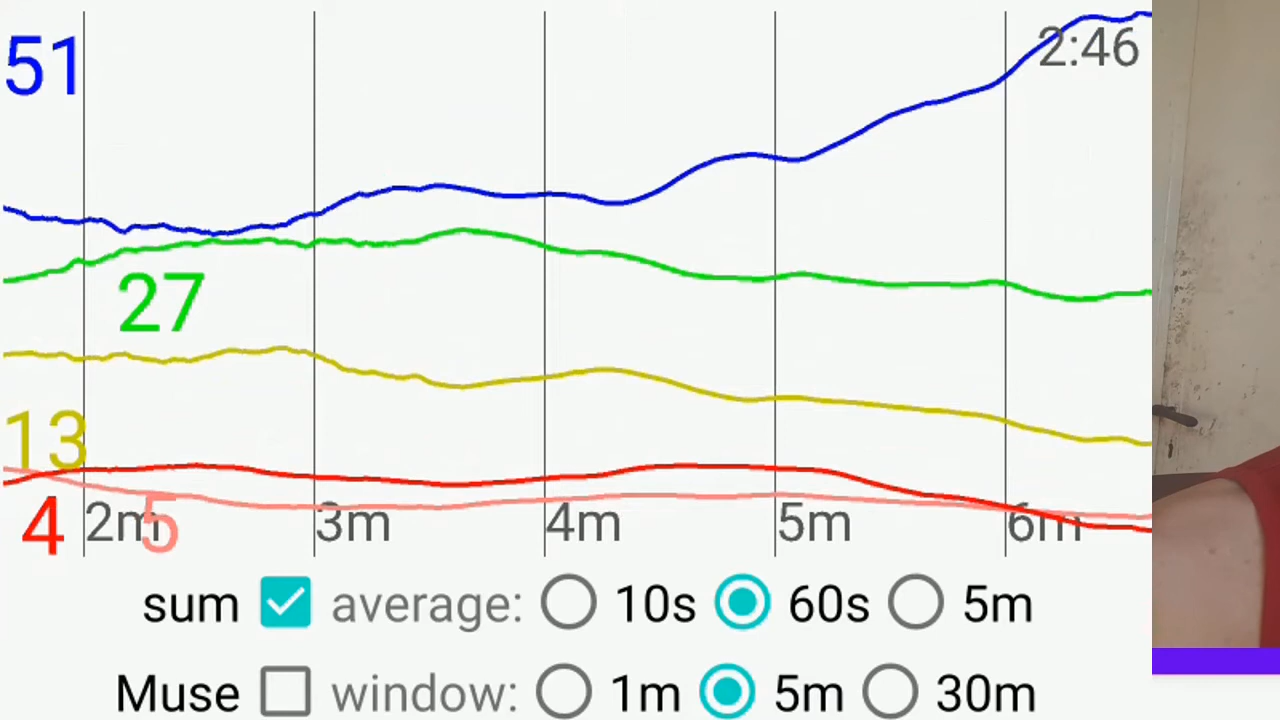 51
2:46
27
13
4 2m 5 3m 4m 5m 6m
sum average: 10s 60s 5m
Muse window: 1m 5m 30m